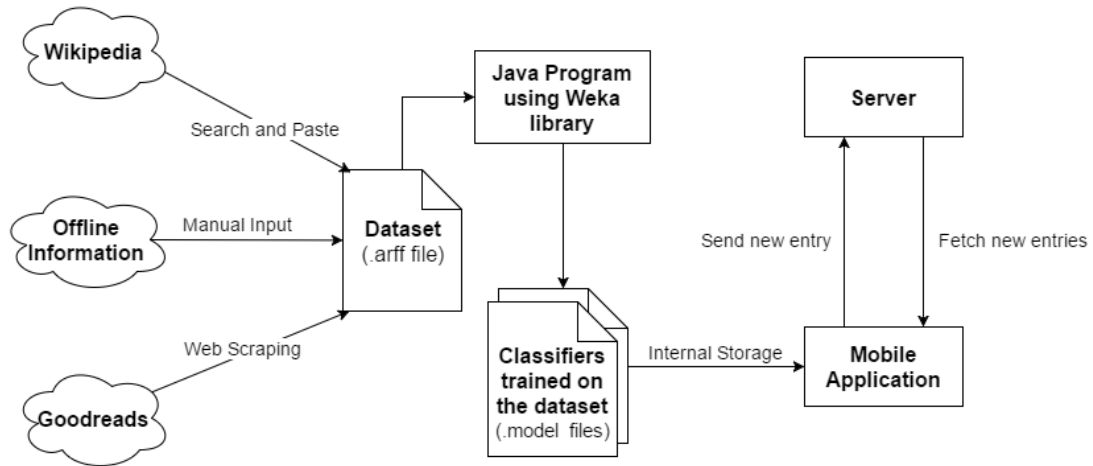 Wikipedia
Search and Paste
Offline
Information
Manual Input
Goodreads
Web Scraping
Dataset
(.arff file)
Java Program
using Weka
library
Classifiers
trained on
the dataset
(.model files)
Internal Storage
Server
Send new entry
Fetch new entries
Mobile
Application